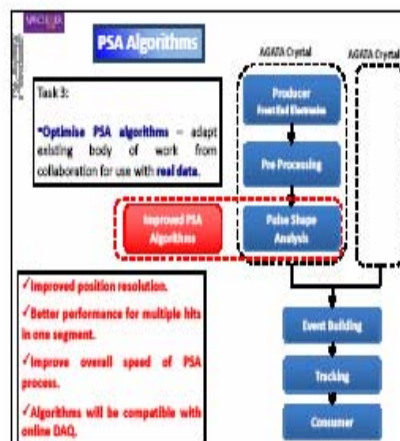 PSA Algorithms
AGATA Crystal
AGATA Crystal
Task 3:
*Optimise PSA algorithms – adapt
existing body of work from
collaboration for use with real data.
Producer
Front End Electronics
Pre Processing
Improved PSA
Algorithms
Pulse Shape
Analysis
✓Improved position resolution.
✓Better performance for multiple hits
in one segment.
✓Improve overall speed of PSA
process.
✓Algorithms will be compatible with
online DAQ.
Event Building
Tracking
Consumer